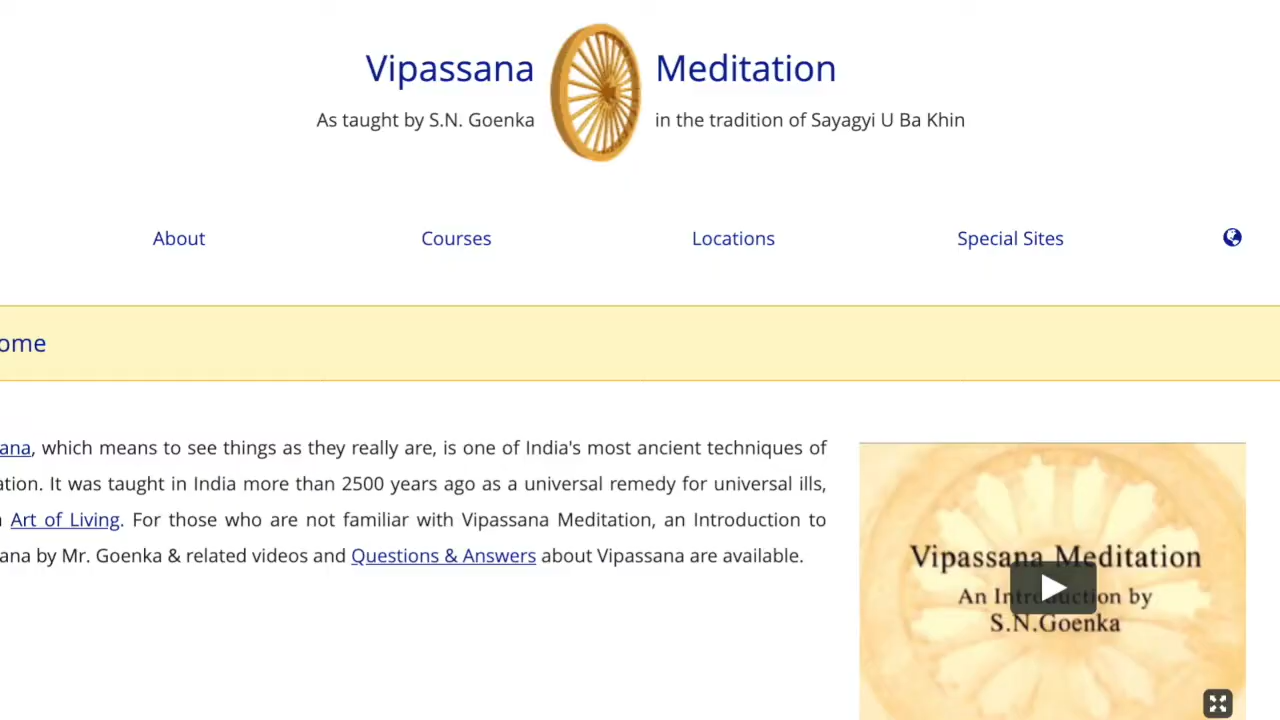 Vipassana Meditation
As taught by S.N. Goenka in the tradition of Sayagyi U Ba Khin
About Courses Locations Special Sites
ome
ana, which means to see things as they really are, is one of India's most ancient techniques of
ation. It was taught in India more than 2500 years ago as a universal remedy for universal ills,
Art of Living. For those who are not familiar with Vipassana Meditation, an Introduction to
ana by Mr. Goenka & related videos and Questions & Answers about Vipassana are available.
Vipassana Meditation
An Introduction by
S.N.Goenka